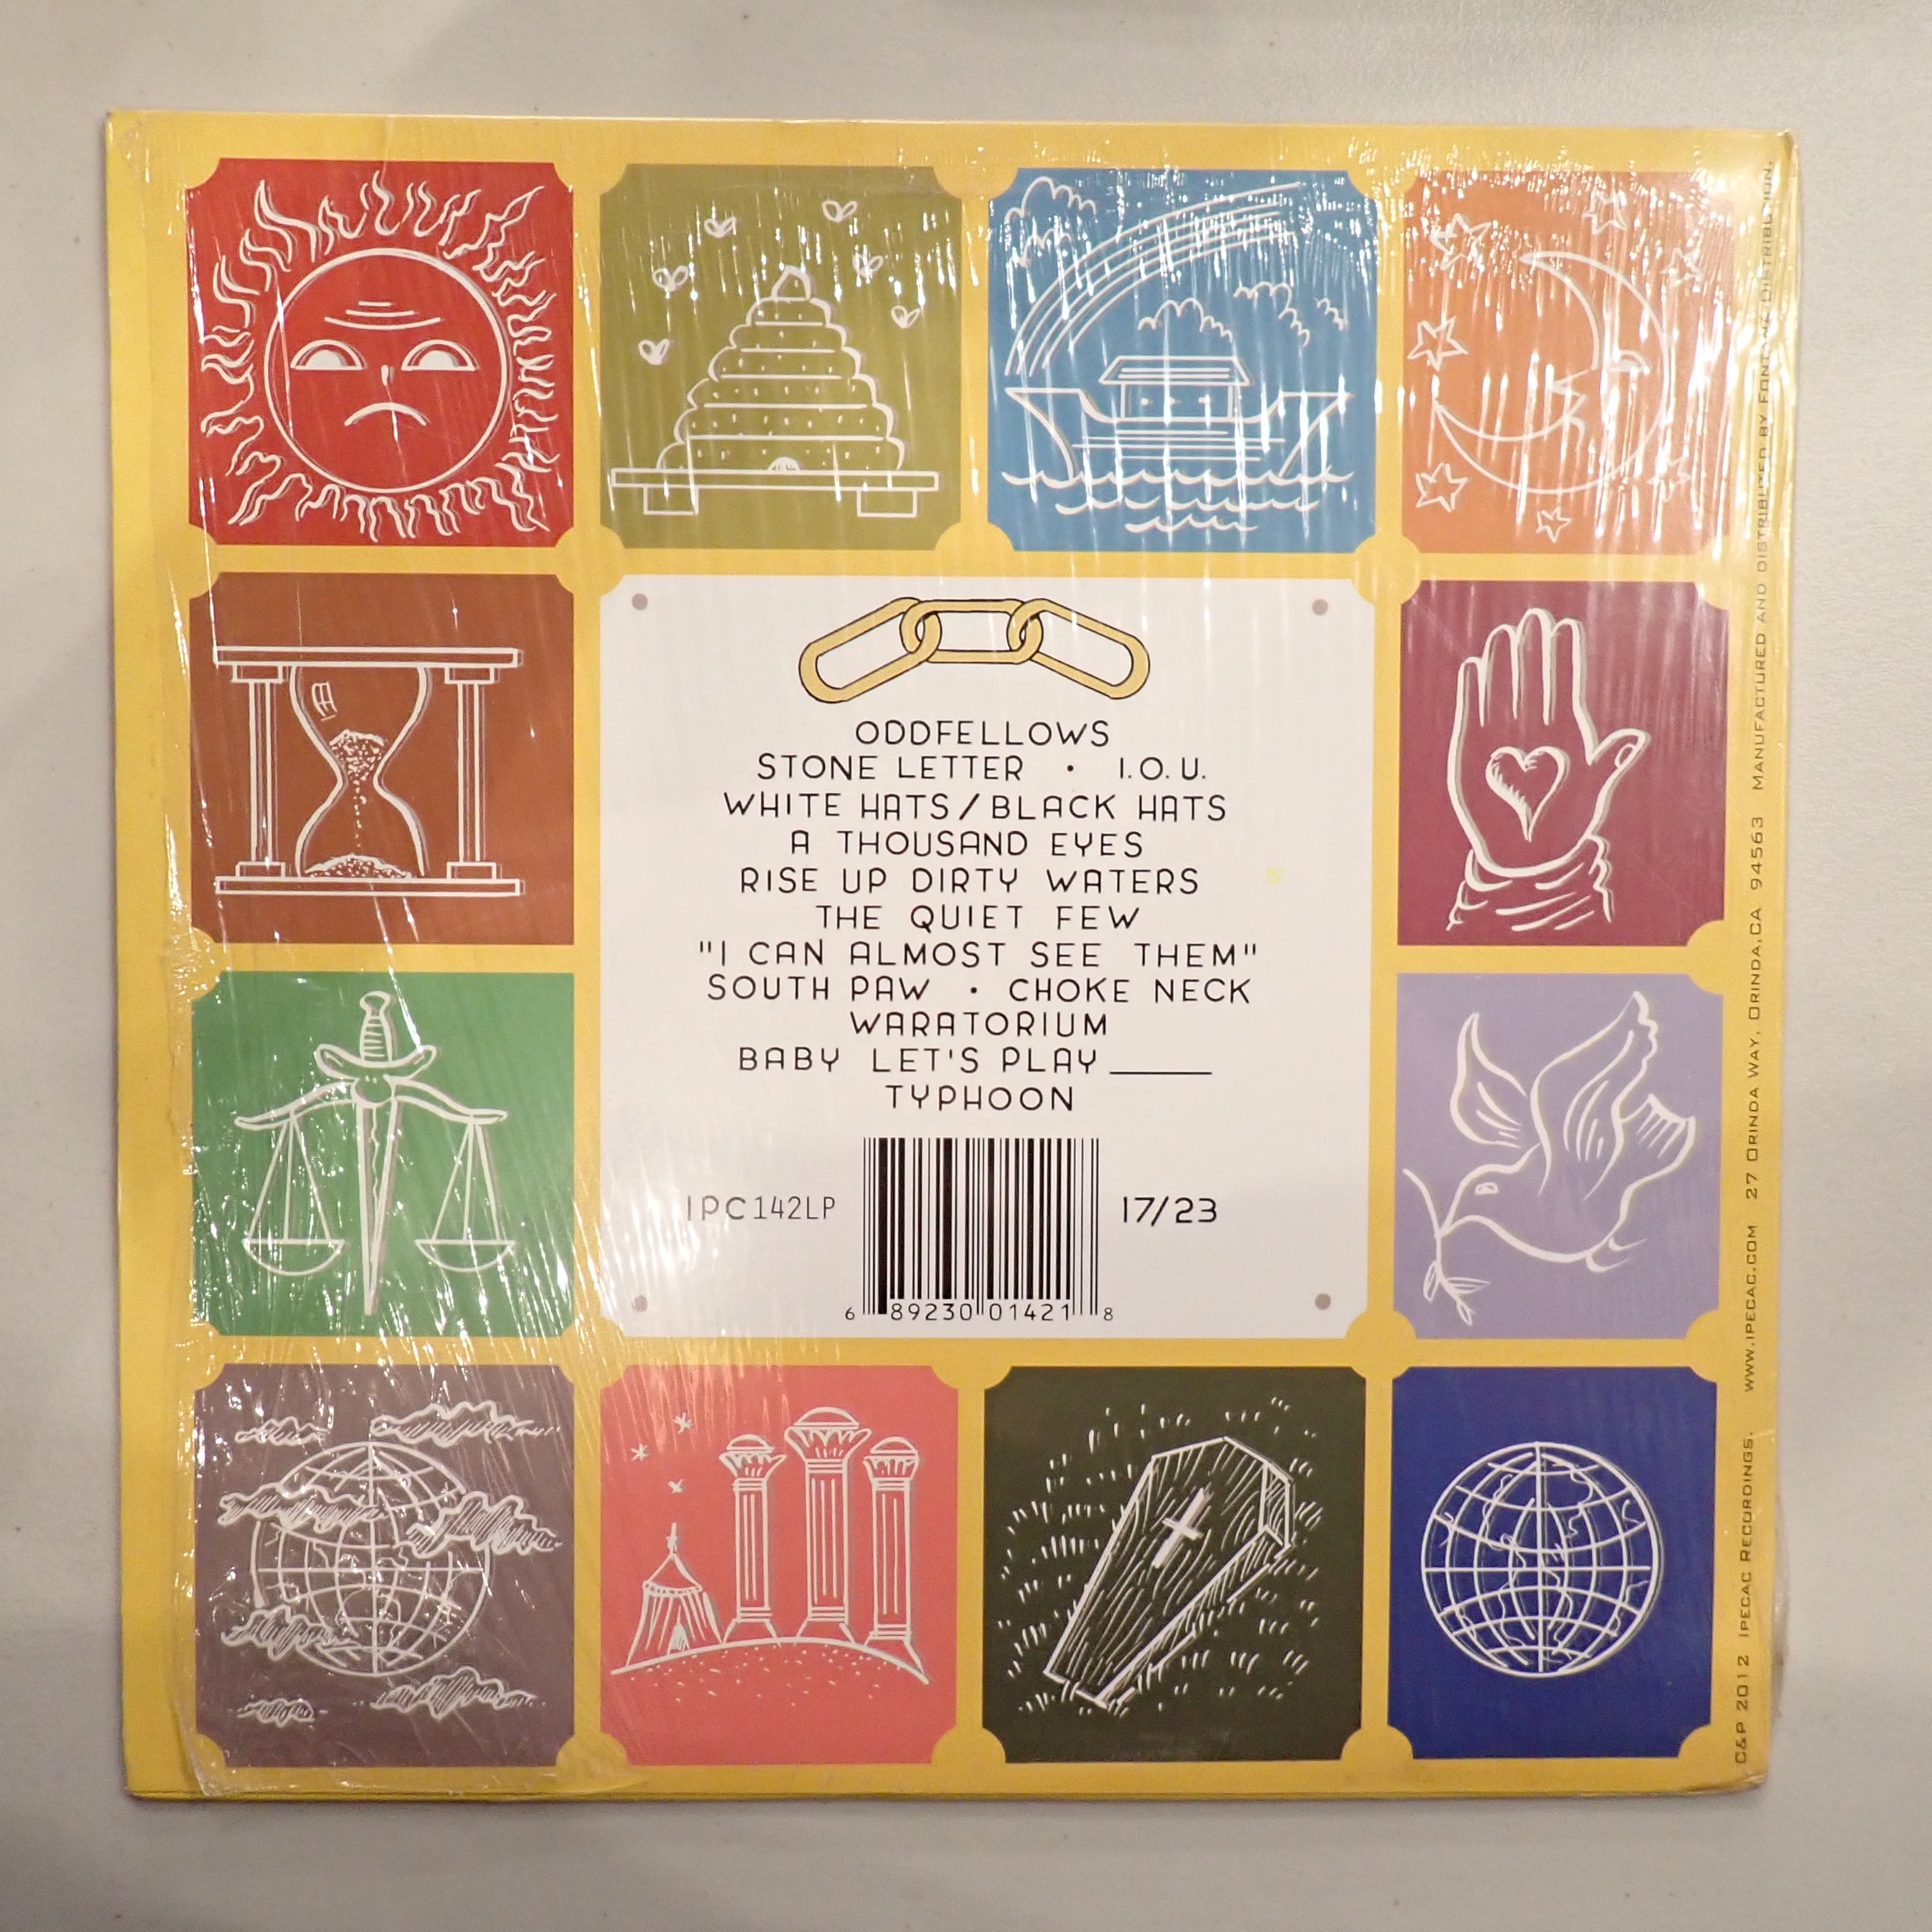 ODDFELLOWS
STONE LETTER • I.O.U.
WHITE HATS/BLACK HATS
A THOUSAND EYES
RISE UP DIRTY WATERS
THE QUIET FEW
"I CAN ALMOST SEE THEM"
SOUTH PAW • CHOKE NECK
WARATORIUM
BABY LET'S PLAY ______
TYPHOON
IPC142LP 17/23
6 89230 01421 8
C&P 2012 IPECAC RECORDINGS. WWW.IPECAC.COM 27 ORINDA WAY, ORINDA,CA 94563 MANUFACTURED AND DISTRIBUTED BY FONTANA DISTRIBUTION.